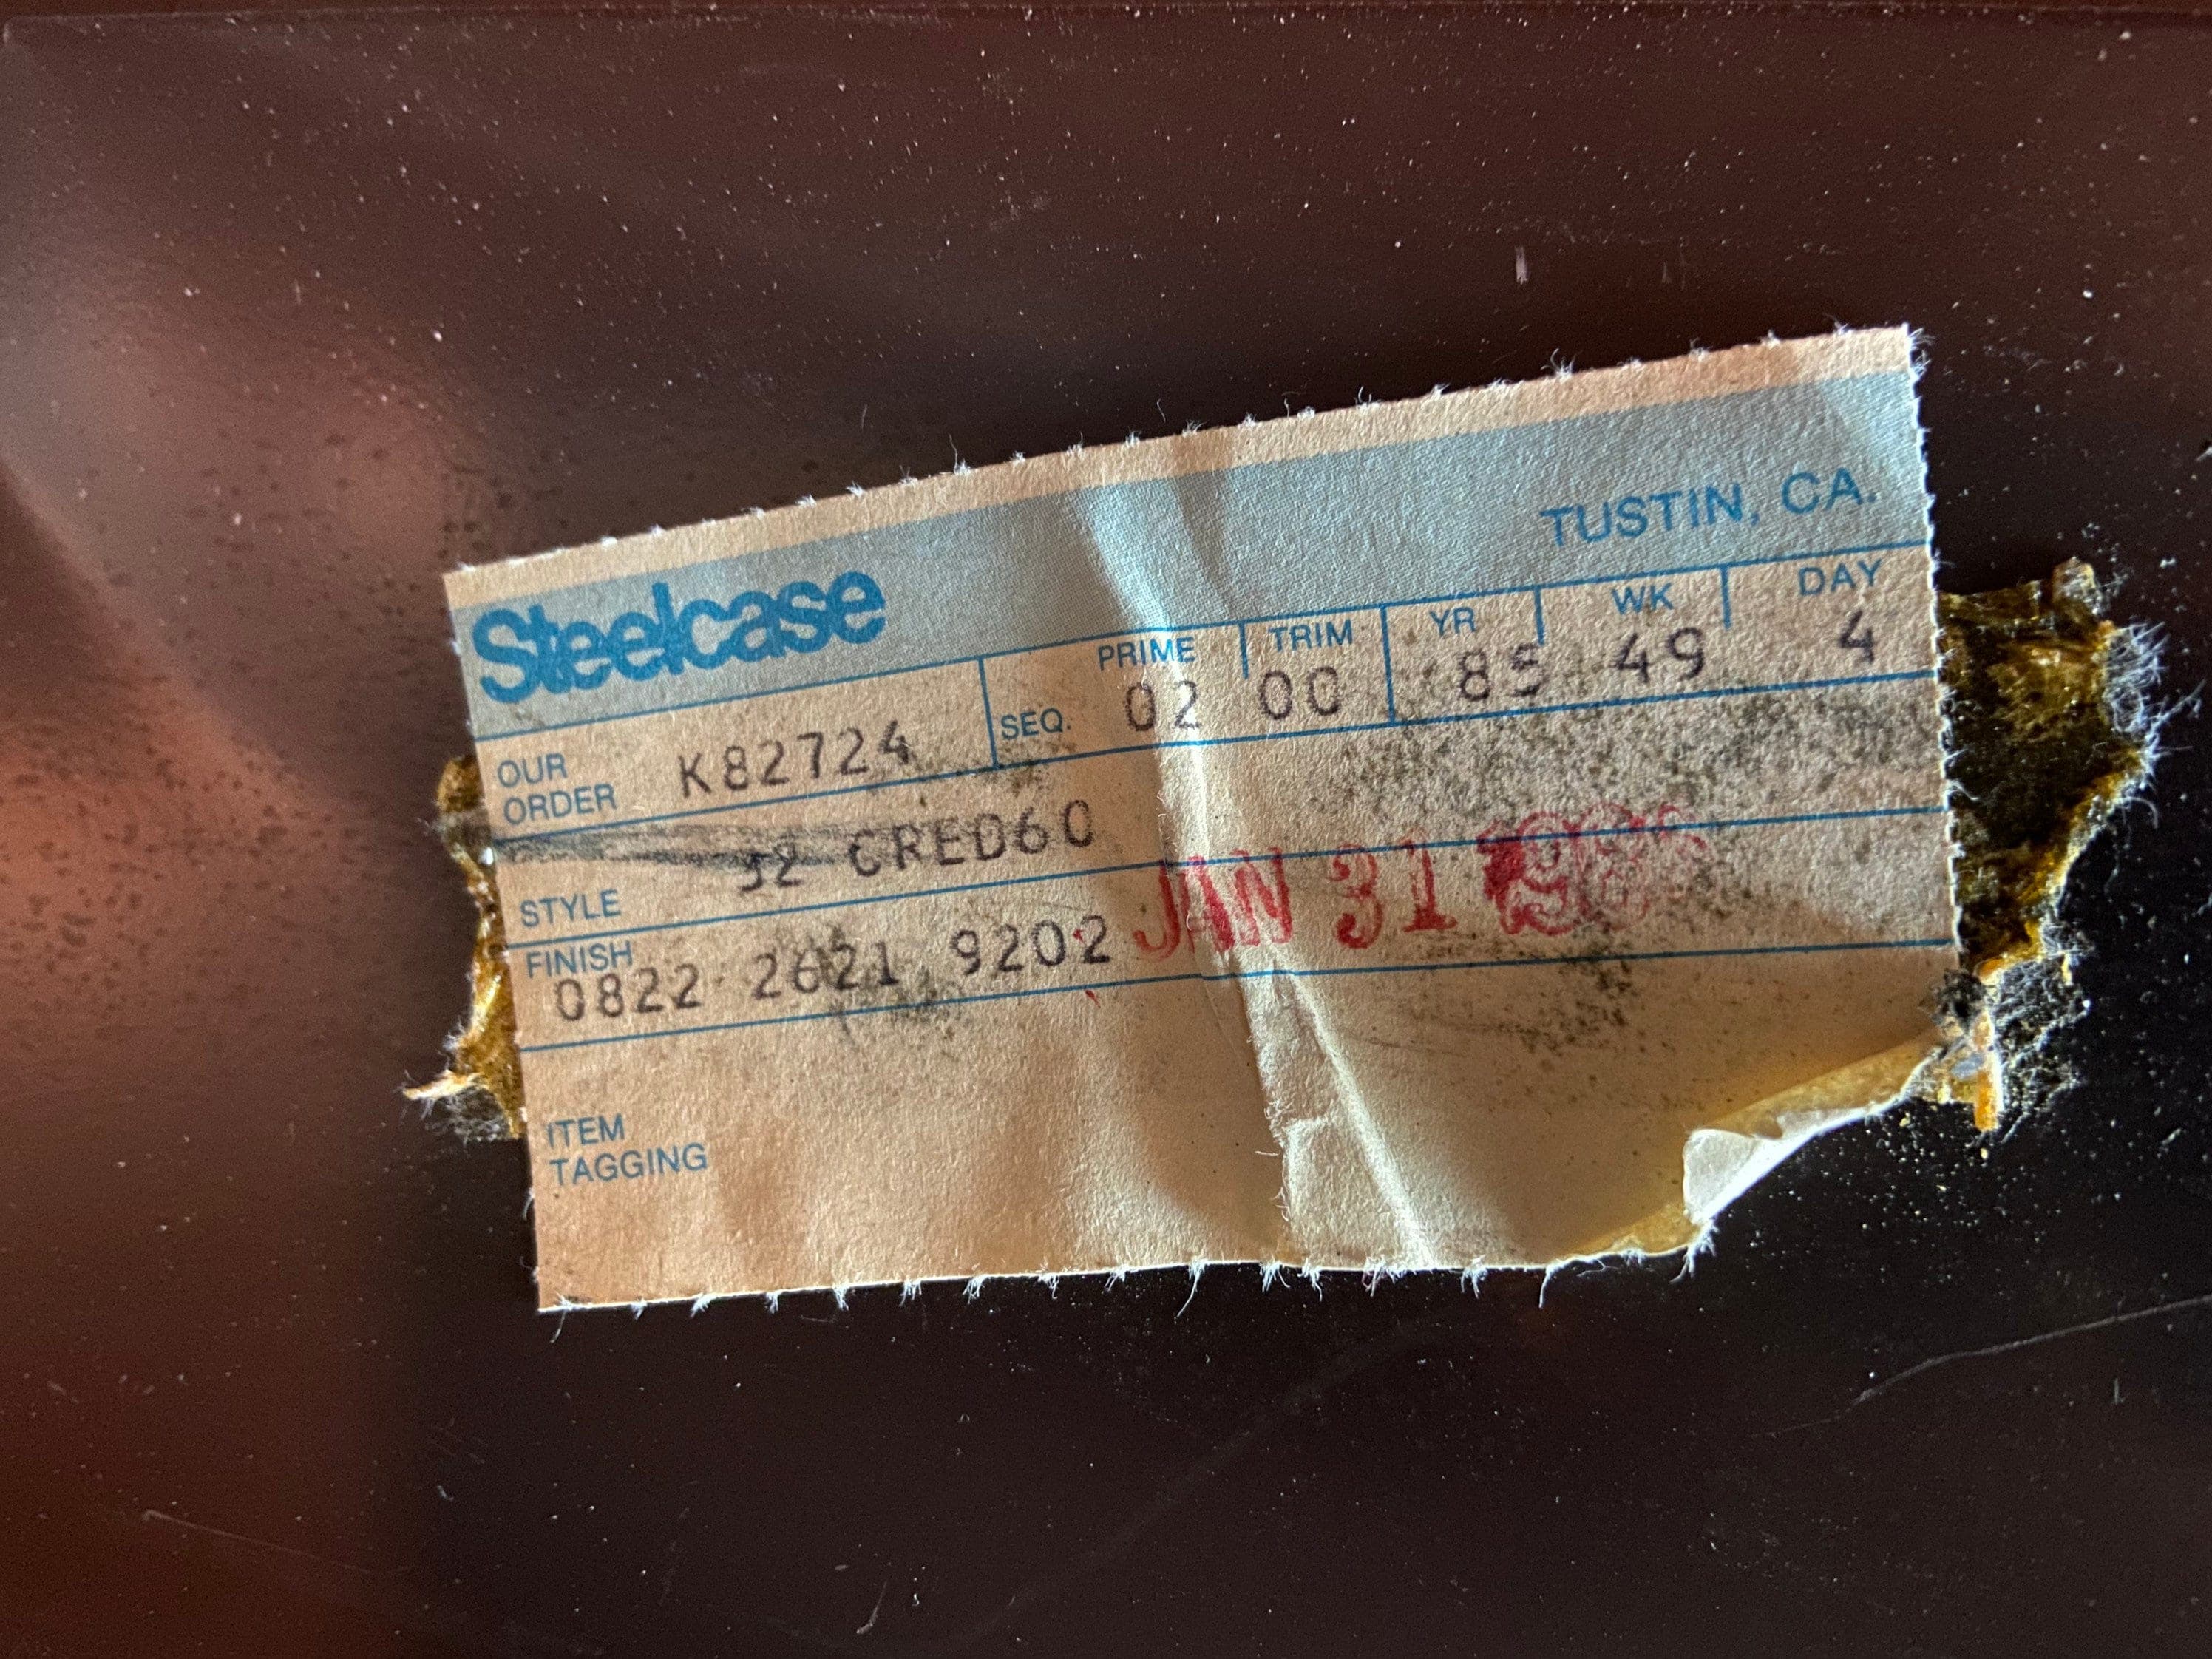 Steelcase
TUSTIN, CA.
OUR ORDER K82724
SEQ.
PRIME 02
TRIM 00
YR 85
WK 49
DAY 4
STYLE CRED60
FINISH
0822 2621 9202
JAN 31
ITEM
TAGGING